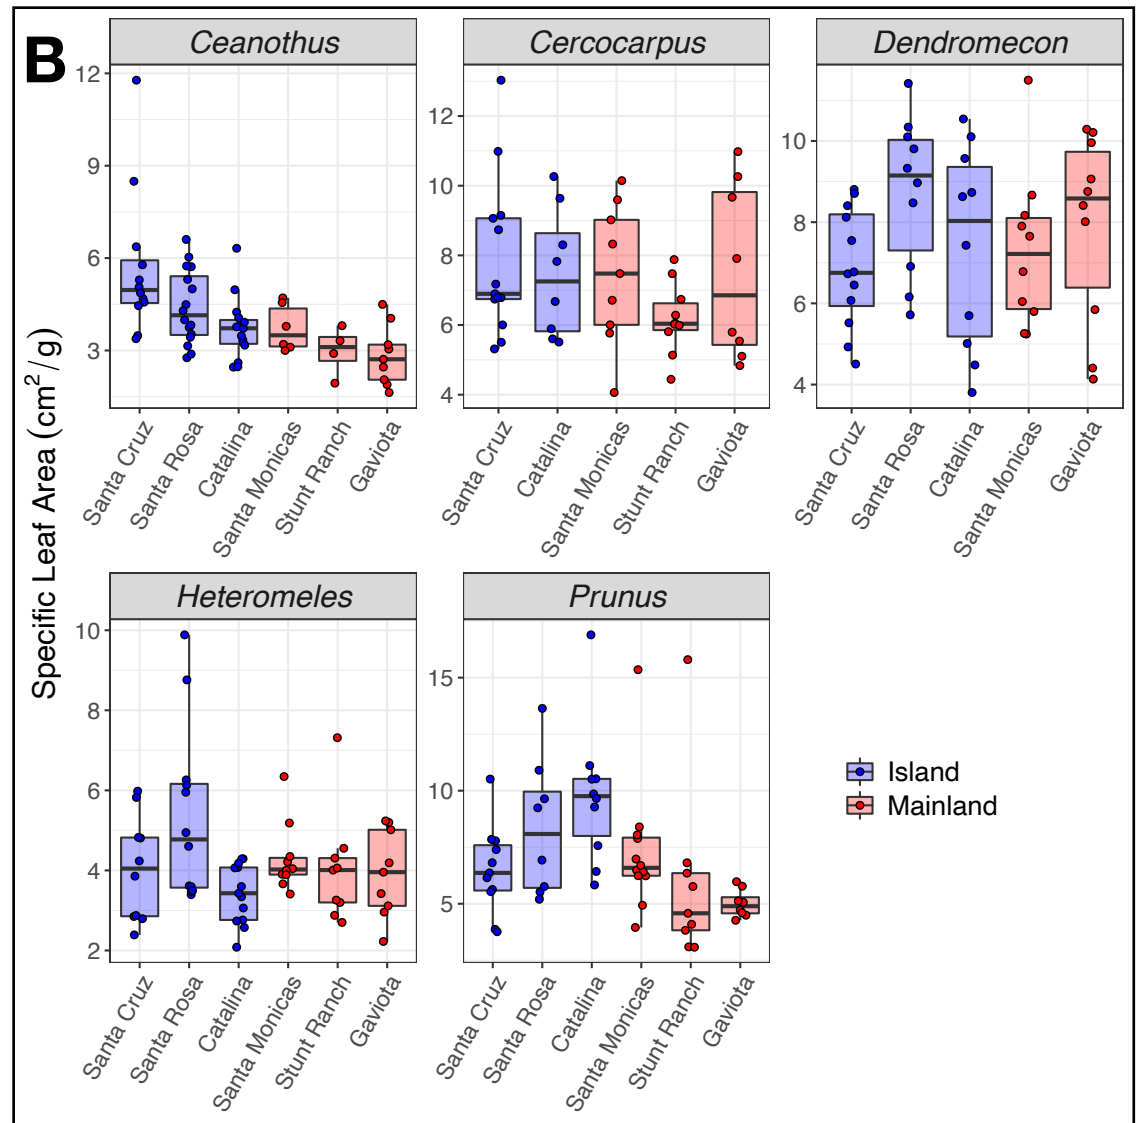 B
Specific Leaf Area (cm²/g)
Ceanothus
12
9
6
3
Santa Cruz
Santa Rosa
Catalina
Santa Monicas
Stunt Ranch
Gaviota
Cercocarpus
12
10
8
6
4
Santa Cruz
Catalina
Santa Monicas
Stunt Ranch
Gaviota
Dendromecon
10
8
6
4
Santa Cruz
Santa Rosa
Catalina
Santa Monicas
Gaviota
Heteromeles
10
8
6
4
2
Santa Cruz
Santa Rosa
Catalina
Santa Monicas
Stunt Ranch
Gaviota
Prunus
15
10
5
Santa Cruz
Santa Rosa
Catalina
Santa Monicas
Stunt Ranch
Gaviota
Island
Mainland